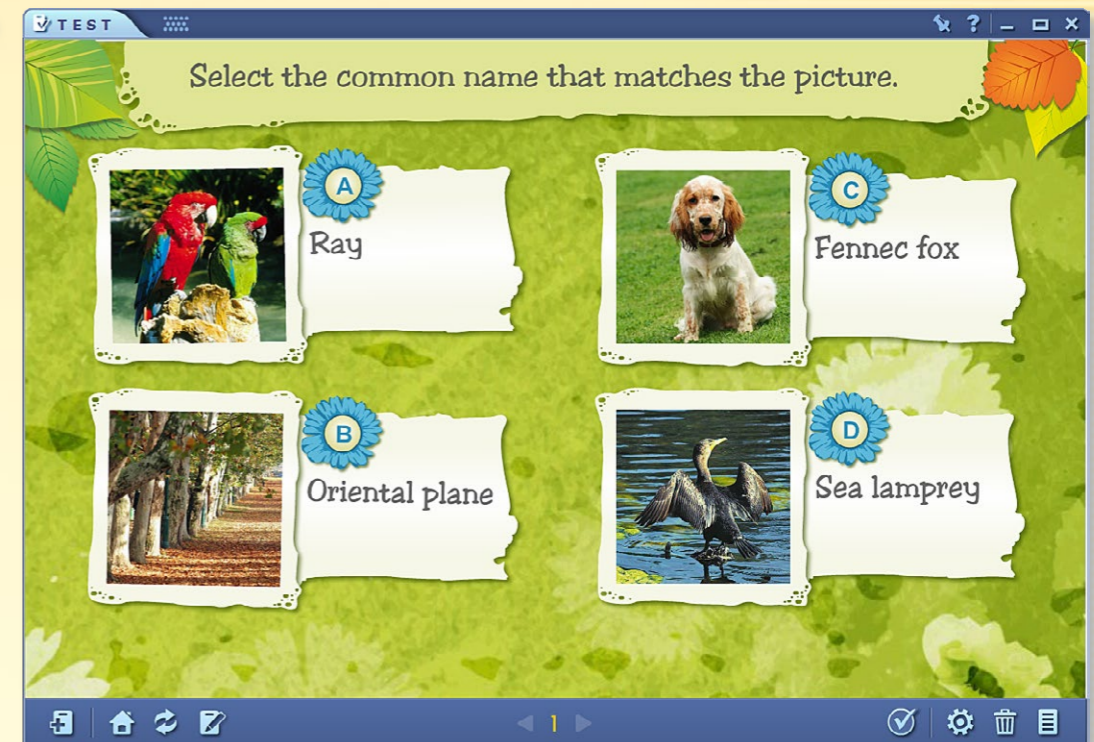 TEST
?
Select the common name that matches the picture.
A
Ray
C
Fennec fox
B
Oriental plane
D
Sea lamprey
1